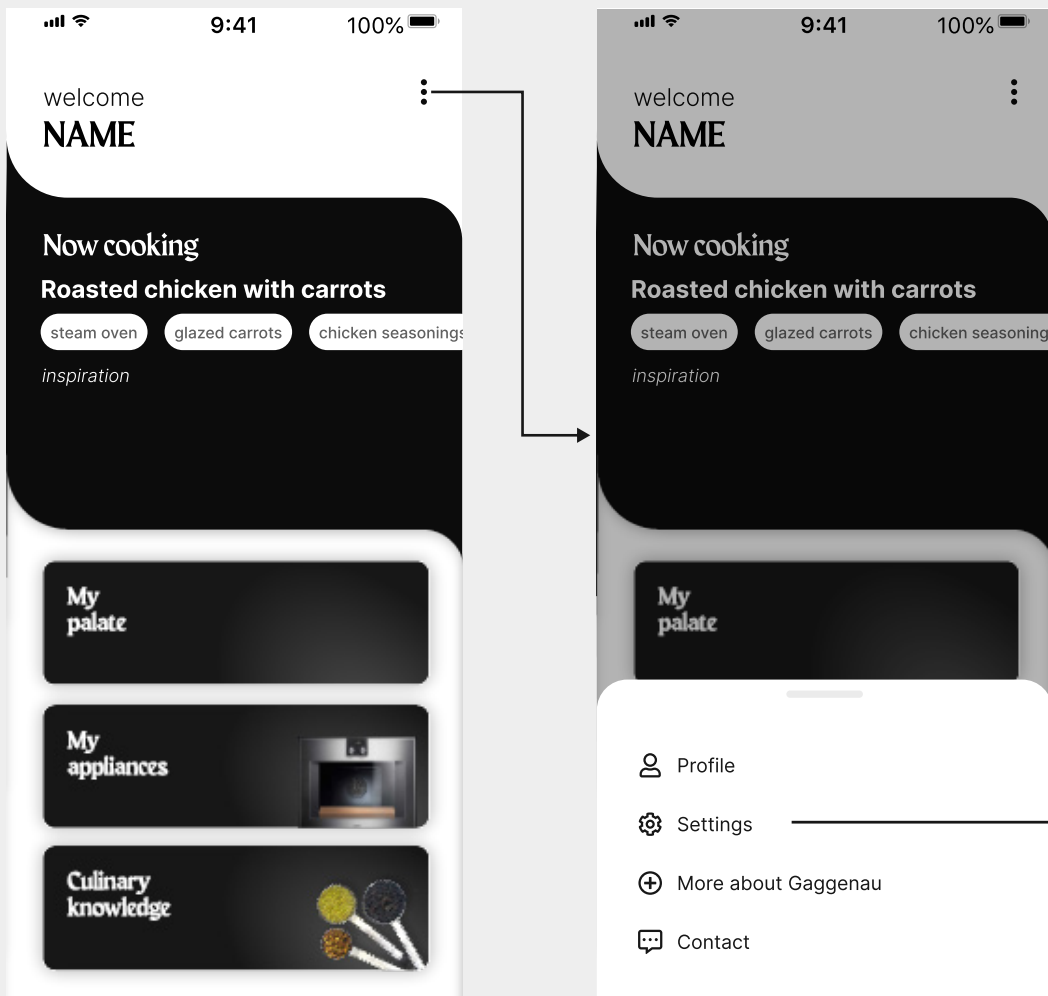 9:41
100%
welcome
NAME
Now cooking
Roasted chicken with carrots
steam oven
glazed carrots
chicken seasonings
inspiration
My
palate
My
appliances
Culinary
knowledge
9:41
100%
welcome
NAME
Now cooking
Roasted chicken with carrots
steam oven
glazed carrots
chicken seasoning
inspiration
My
palate
Profile
Settings
More about Gaggenau
Contact